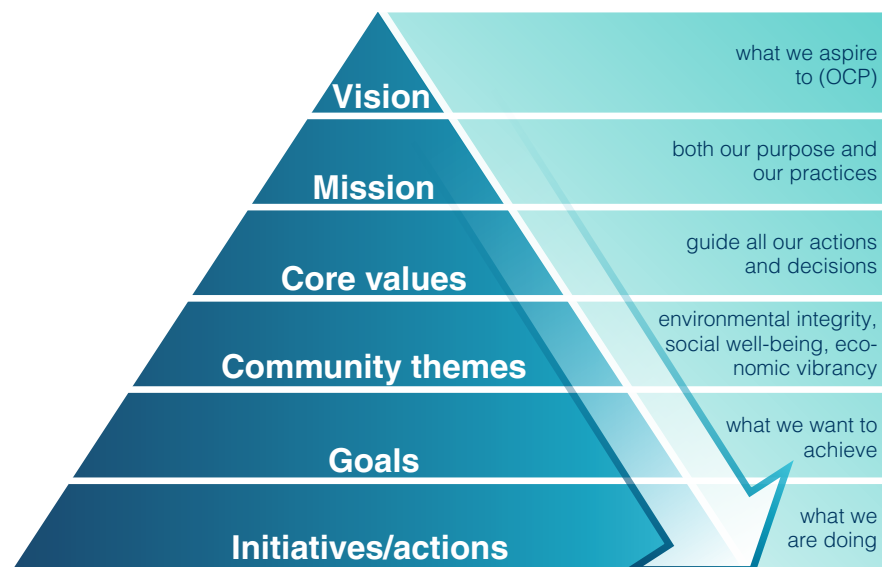 Vision
what we aspire
to (OCP)
Mission
both our purpose and
our practices
Core values
guide all our actions
and decisions
Community themes
environmental integrity,
social well-being, eco-
nomic vibrancy
Goals
what we want to
achieve
Initiatives/actions
what we
are doing